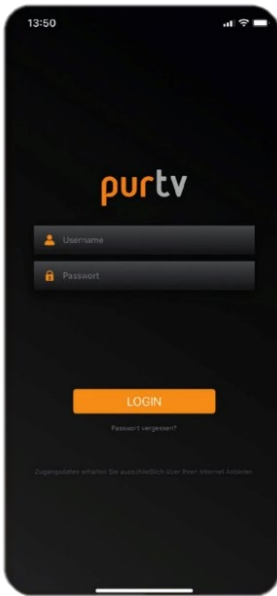 13:50
purtv
Username
Passwort
LOGIN
Passwort vergessen?
Zugangsdaten erhalten Sie ausschließlich über Ihren Internet Anbieter